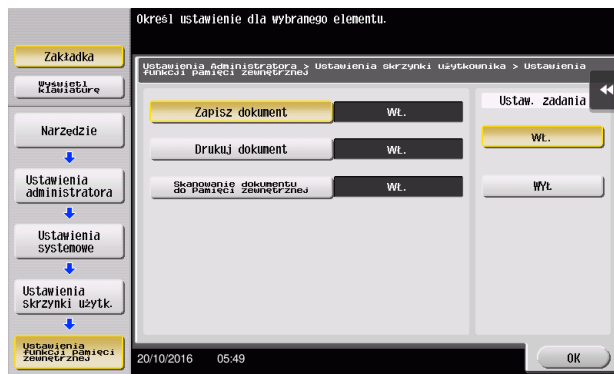 Określ ustawienie dla wybranego elementu.
Zakładka
Wyświetl
klawiaturę
Ustawienia Administratora > Ustawienia skrzynki użytkownika > Ustawienia
funkcji pamięci zewnętrznej
Narzędzie
Ustawienia
administratora
Ustawienia
systemowe
Ustawienia
skrzynki użytk.
Ustawienia
funkcji pamięci
zewnętrznej
Zapisz dokument
WŁ.
Drukuj dokument
WŁ.
Skanowanie dokumentu
do pamięci zewnętrznej
WŁ.
Ustaw. zadania
WŁ.
WYŁ
20/10/2016 05:49
OK